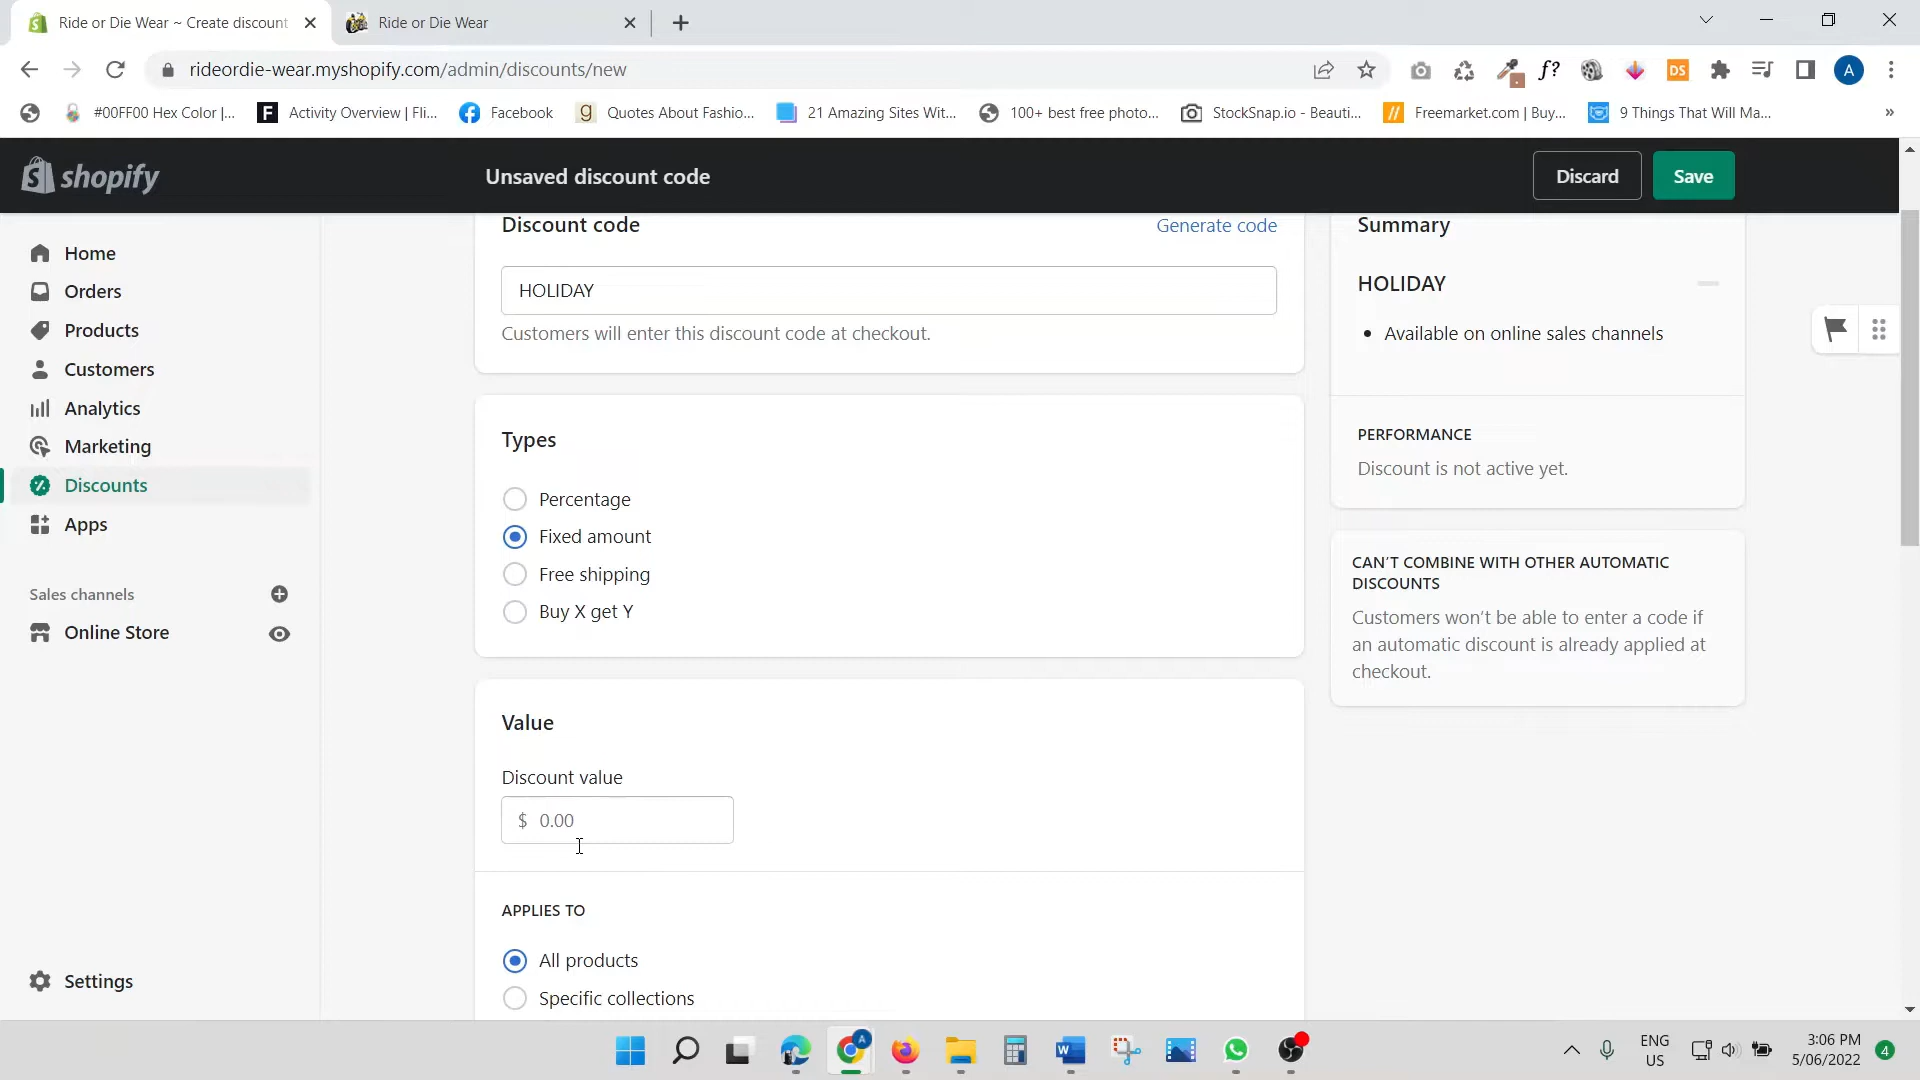 Ride or Die Wear ~ Create discount
Ride or Die Wear
rideordie-wear.myshopify.com/admin/discounts/new
f?
DS
A
#00FF00 Hex Color |...
F
Activity Overview | Fli...
Facebook
g
Quotes About Fashio...
21 Amazing Sites Wit...
100+ best free photo...
StockSnap.io - Beauti...
Freemarket.com | Buy...
9 Things That Will Ma...
»
shopify
Unsaved discount code
Discard
Save
Home
Orders
Products
Customers
Analytics
Marketing
Discounts
Apps
Sales channels
Online Store
Settings
Discount code
Generate code
HOLIDAY
Customers will enter this discount code at checkout.
Types
Percentage
Fixed amount
Free shipping
Buy X get Y
Value
Discount value
$ 0.00
APPLIES TO
All products
Specific collections
Summary
HOLIDAY
• Available on online sales channels
PERFORMANCE
Discount is not active yet.
CAN'T COMBINE WITH OTHER AUTOMATIC
DISCOUNTS
Customers won't be able to enter a code if
an automatic discount is already applied at
checkout.
A
W
ENG
US
3:06 PM
5/06/2022
4